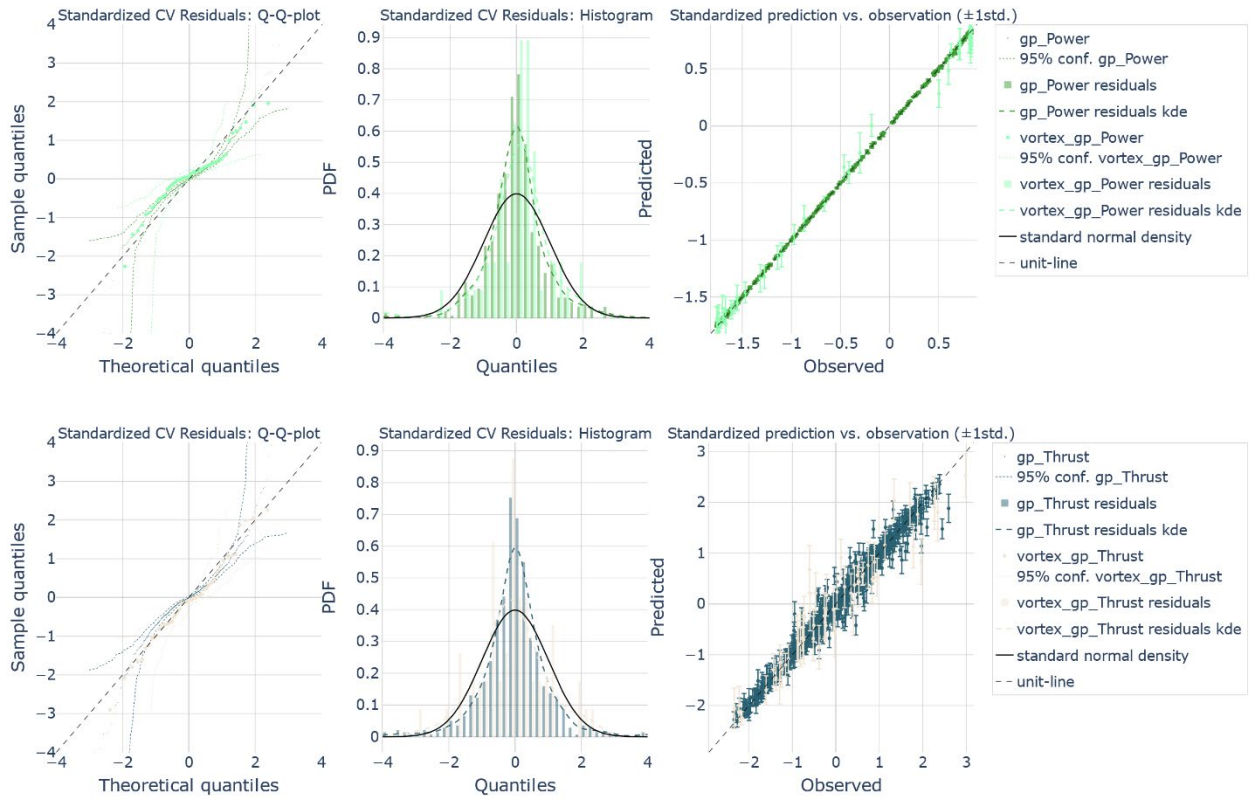 Standardized CV Residuals: Q-Q-plot
Sample quantiles
4
3
2
1
0
−1
−2
−3
−4
−4
−2
0
2
4
Theoretical quantiles
Standardized CV Residuals: Histogram
PDF
0.9
0.8
0.7
0.6
0.5
0.4
0.3
0.2
0.1
0
−4
−2
0
2
4
Quantiles
Standardized prediction vs. observation (±1std.)
Predicted
0.5
0
−0.5
−1
−1.5
−1.5
−1
−0.5
0
0.5
Observed
gp_Power
95% conf. gp_Power
gp_Power residuals
gp_Power residuals kde
vortex_gp_Power
95% conf. vortex_gp_Power
vortex_gp_Power residuals
vortex_gp_Power residuals kde
standard normal density
unit-line
Standardized CV Residuals: Q-Q-plot
Sample quantiles
4
3
2
1
0
−1
−2
−3
−4
−4
−2
0
2
4
Theoretical quantiles
Standardized CV Residuals: Histogram
PDF
0.9
0.8
0.7
0.6
0.5
0.4
0.3
0.2
0.1
0
−4
−2
0
2
4
Quantiles
Standardized prediction vs. observation (±1std.)
Predicted
3
2
1
0
−1
−2
−2
−1
0
1
2
3
Observed
gp_Thrust
95% conf. gp_Thrust
gp_Thrust residuals
gp_Thrust residuals kde
vortex_gp_Thrust
95% conf. vortex_gp_Thrust
vortex_gp_Thrust residuals
vortex_gp_Thrust residuals kde
standard normal density
unit-line